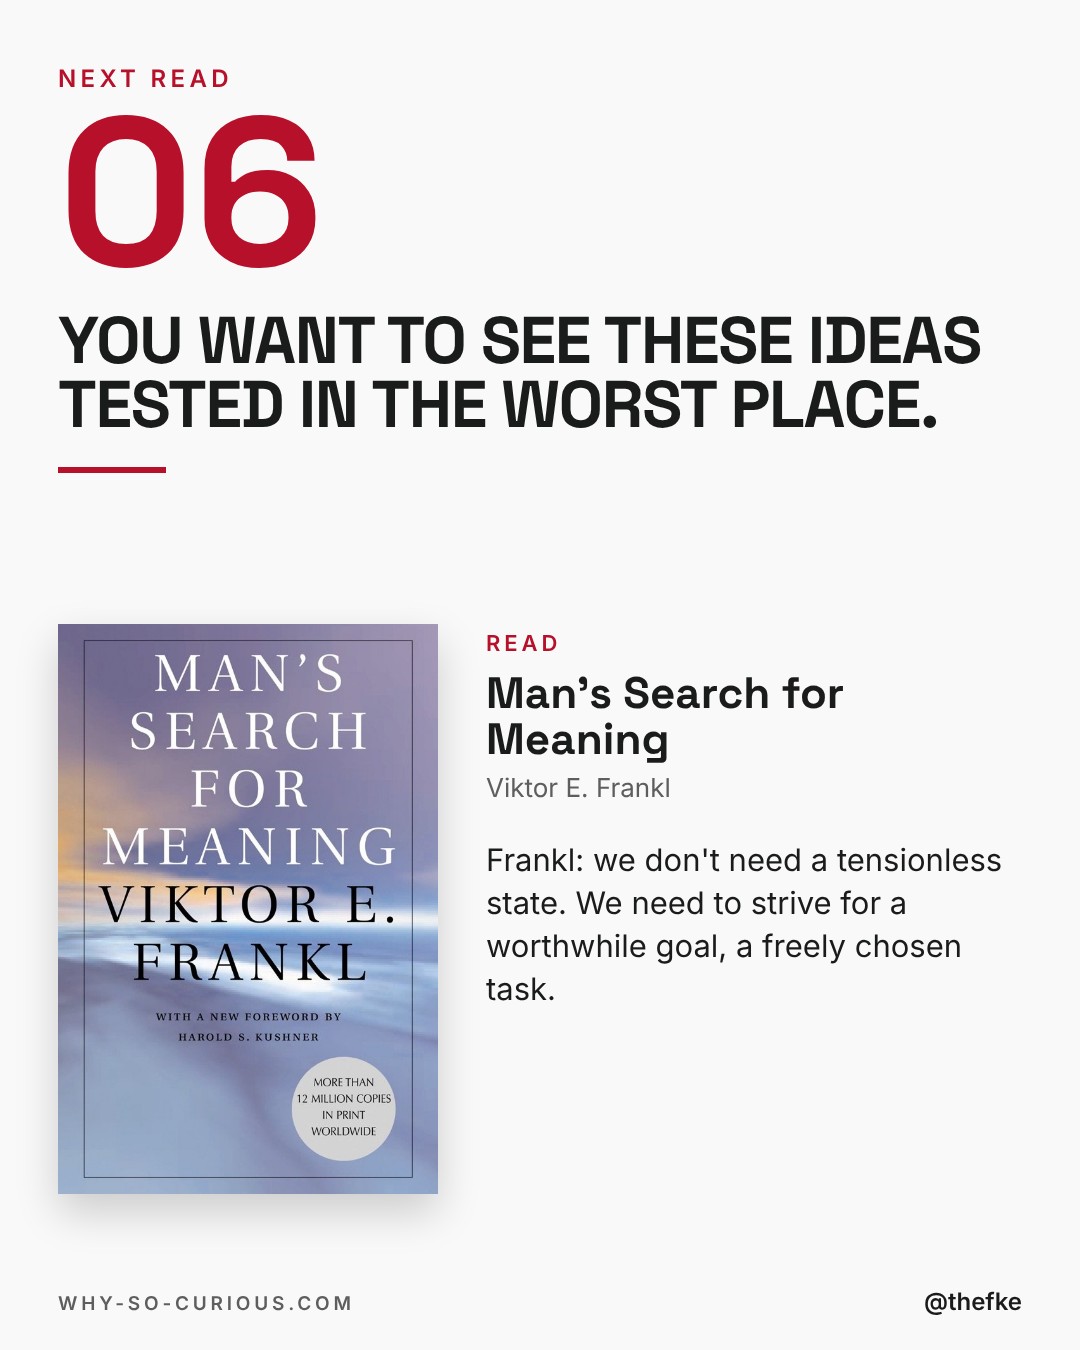 NEXT READ
06
YOU WANT TO SEE THESE IDEAS
TESTED IN THE WORST PLACE.
MAN’S
SEARCH
FOR
MEANING
VIKTOR E.
FRANKL
WITH A NEW FOREWORD BY
HAROLD S. KUSHNER
MORE THAN
12 MILLION COPIES
IN PRINT
WORLDWIDE
READ
Man’s Search for
Meaning
Viktor E. Frankl
Frankl: we don't need a tensionless
state. We need to strive for a
worthwhile goal, a freely chosen
task.
WHY-SO-CURIOUS.COM
@thefke